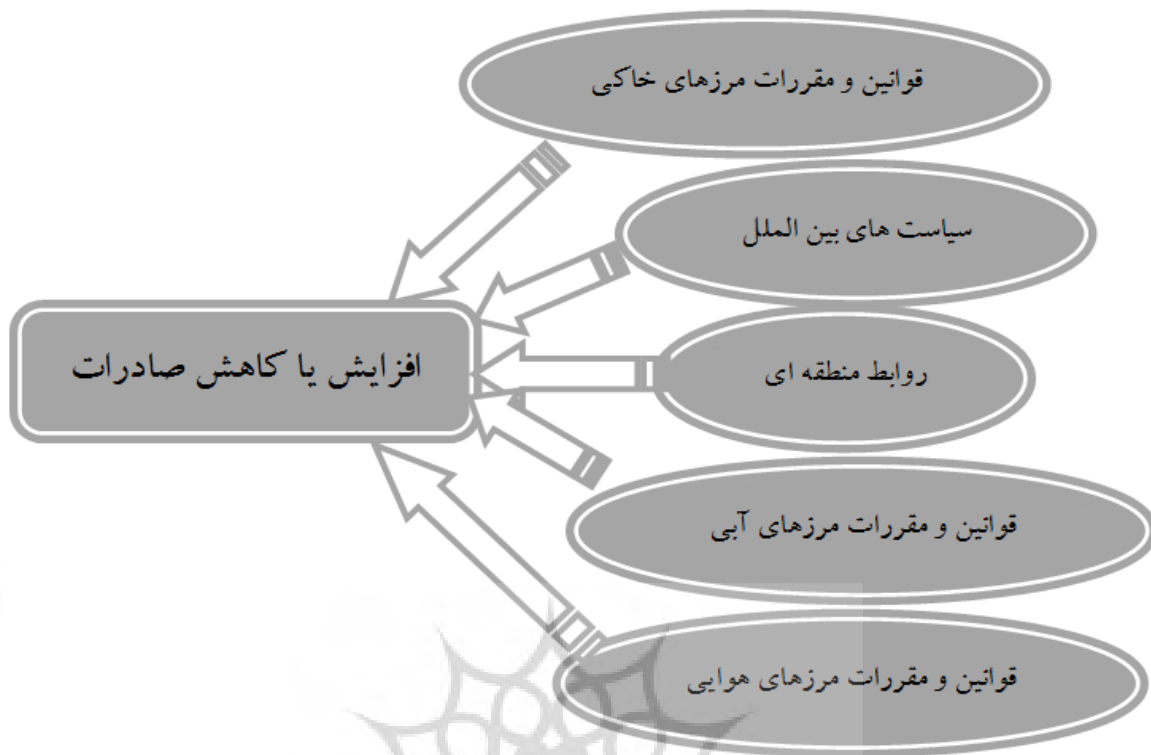 قوانین و مقررات مرزهای خاکی
سیاست های بین الملل
افزایش یا کاهش صادرات
روابط منطقه ای
قوانین و مقررات مرزهای آبی
قوانین و مقررات مرزهای هوایی